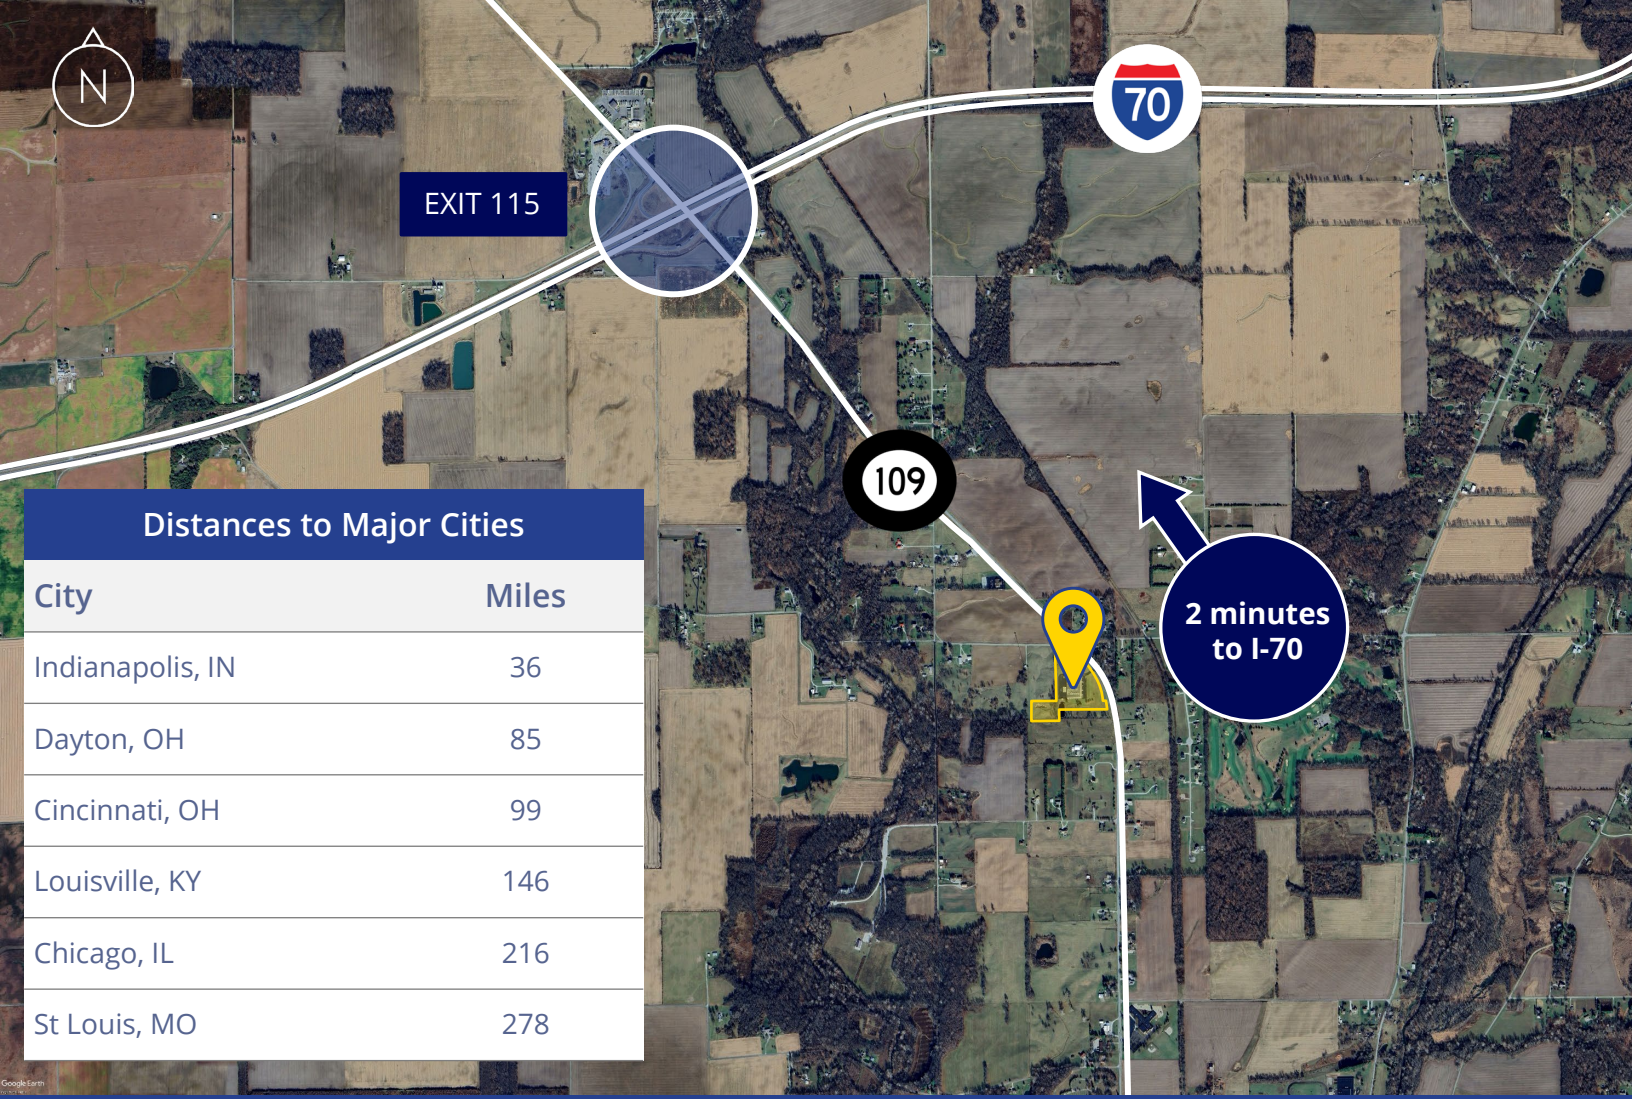 N
70
EXIT 115
109
2 minutes
to I-70
Distances to Major Cities
City Miles
Indianapolis, IN 36
Dayton, OH 85
Cincinnati, OH 99
Louisville, KY 146
Chicago, IL 216
St Louis, MO 278
Google Earth